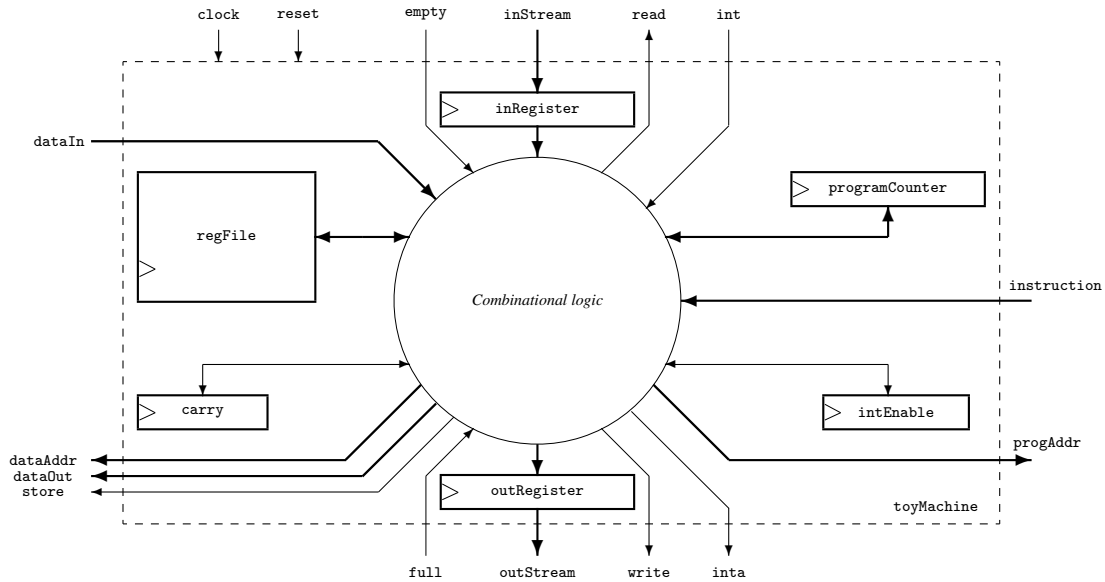 clock reset empty inStream read int
inRegister
dataIn
programCounter
regFile
instruction
Combinational logic
carry
intEnable
dataAddr
progAddr
dataOut
store
outRegister
toyMachine
full outStream write inta